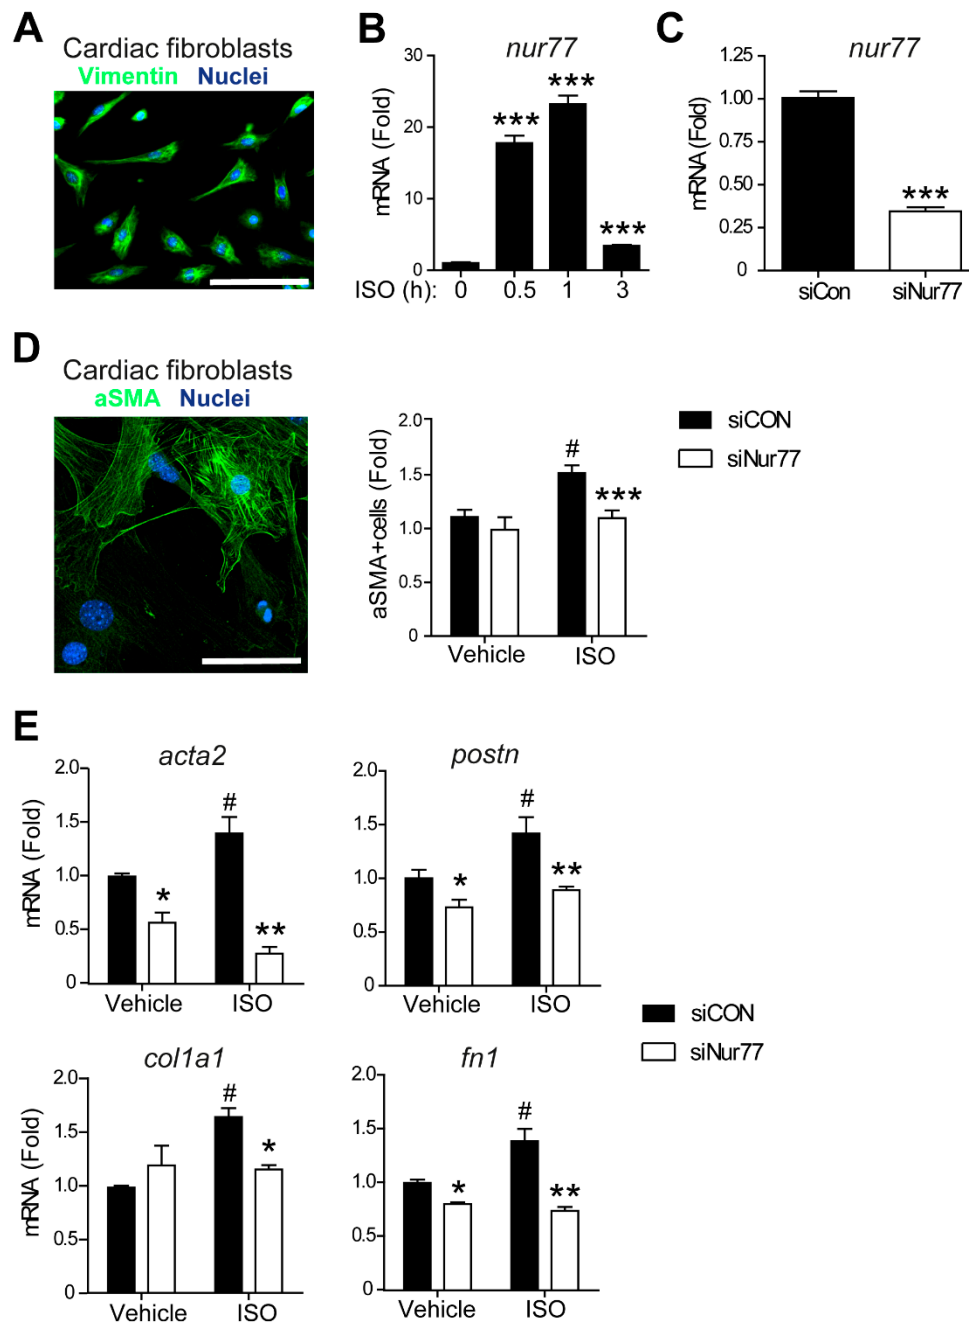 A
Cardiac fibroblasts
Vimentin Nuclei
B
nur77
mRNA (Fold)
30
20
10
0
***
***
***
ISO (h): 0 0.5 1 3
C
nur77
mRNA (Fold)
1.25
1.00
0.75
0.50
0.25
0
***
siCon siNur77
D
Cardiac fibroblasts
aSMA Nuclei
aSMA+cells (Fold)
2.0
1.5
1.0
0.5
0
#
***
Vehicle ISO
siCON
siNur77
E
acta2
mRNA (Fold)
2.0
1.5
1.0
0.5
0
*
#
**
Vehicle ISO
postn
2.0
1.5
1.0
0.5
0
*
#
**
Vehicle ISO
siCON
siNur77
col1a1
mRNA (Fold)
2.0
1.5
1.0
0.5
0
#
*
Vehicle ISO
fn1
2.0
1.5
1.0
0.5
0
*
#
**
Vehicle ISO